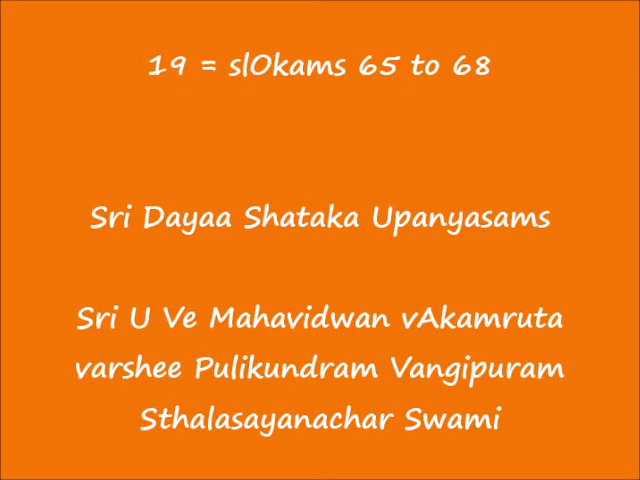 19 = slOkams 65 to 68
Sri Dayaa Shataka Upanyasams
Sri U Ve Mahavidwan vAkamruta
varshee Pulikundram Vangipuram
Sthalasayanachar Swami